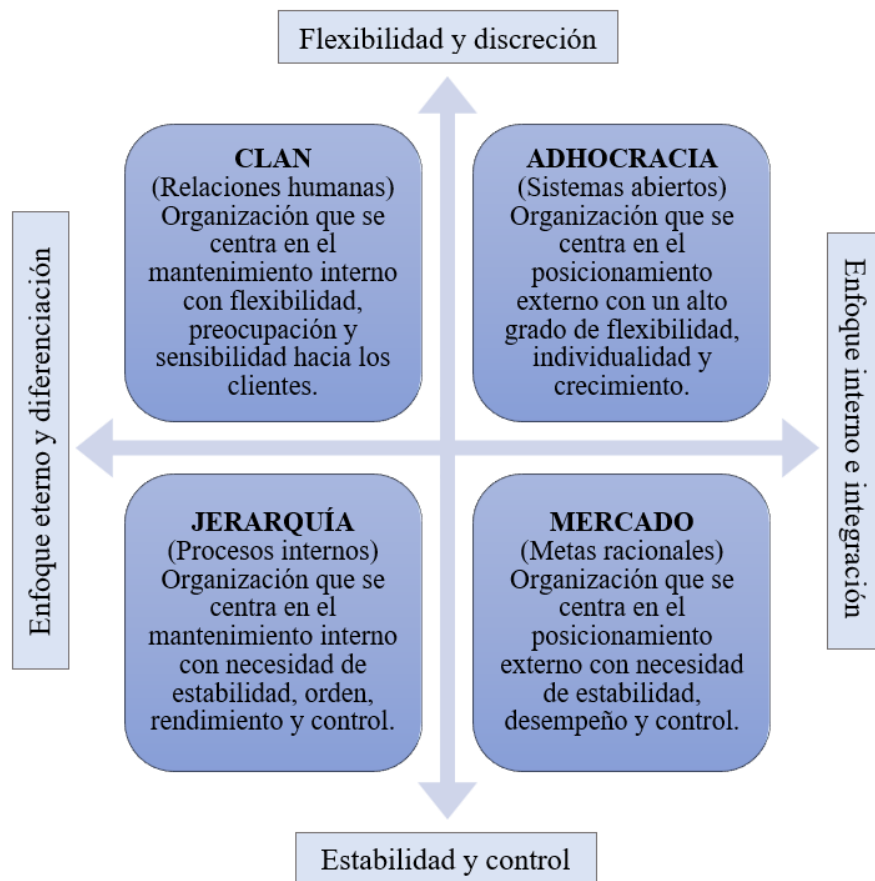 Flexibilidad y discreción
CLAN
(Relaciones humanas)
Organización que se
centra en el
mantenimiento interno
con flexibilidad,
preocupación y
sensibilidad hacia los
clientes.
ADHOCRACIA
(Sistemas abiertos)
Organización que se
centra en el
posicionamiento
externo con un alto
grado de flexibilidad,
individualidad y
crecimiento.
Enfoque eterno y diferenciación
Enfoque interno e integración
JERARQUÍA
(Procesos internos)
Organización que se
centra en el
mantenimiento interno
con necesidad de
estabilidad, orden,
rendimiento y control.
MERCADO
(Metas racionales)
Organización que se
centra en el
posicionamiento
externo con necesidad
de estabilidad,
desempeño y control.
Estabilidad y control